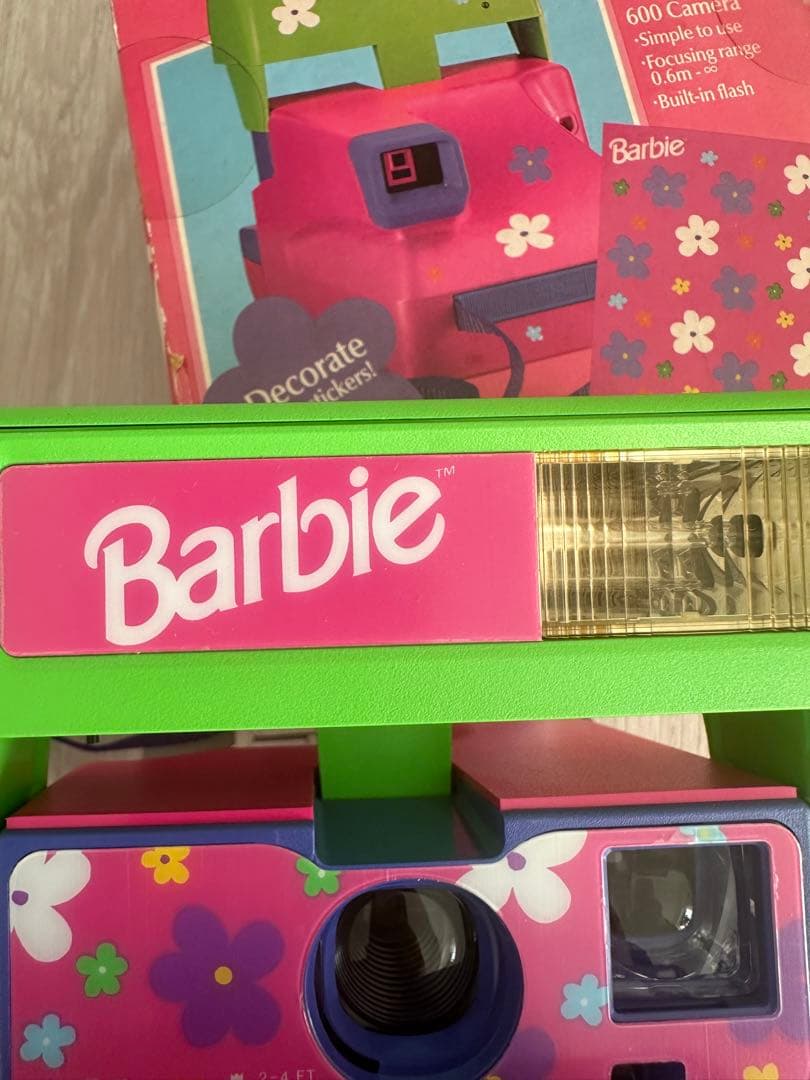 600 Camera
·Simple to use
·Focusing range
0.6m - ∞
·Built-in flash
Barbie
Decorate
stickers!
Barbie™
2-4 FT